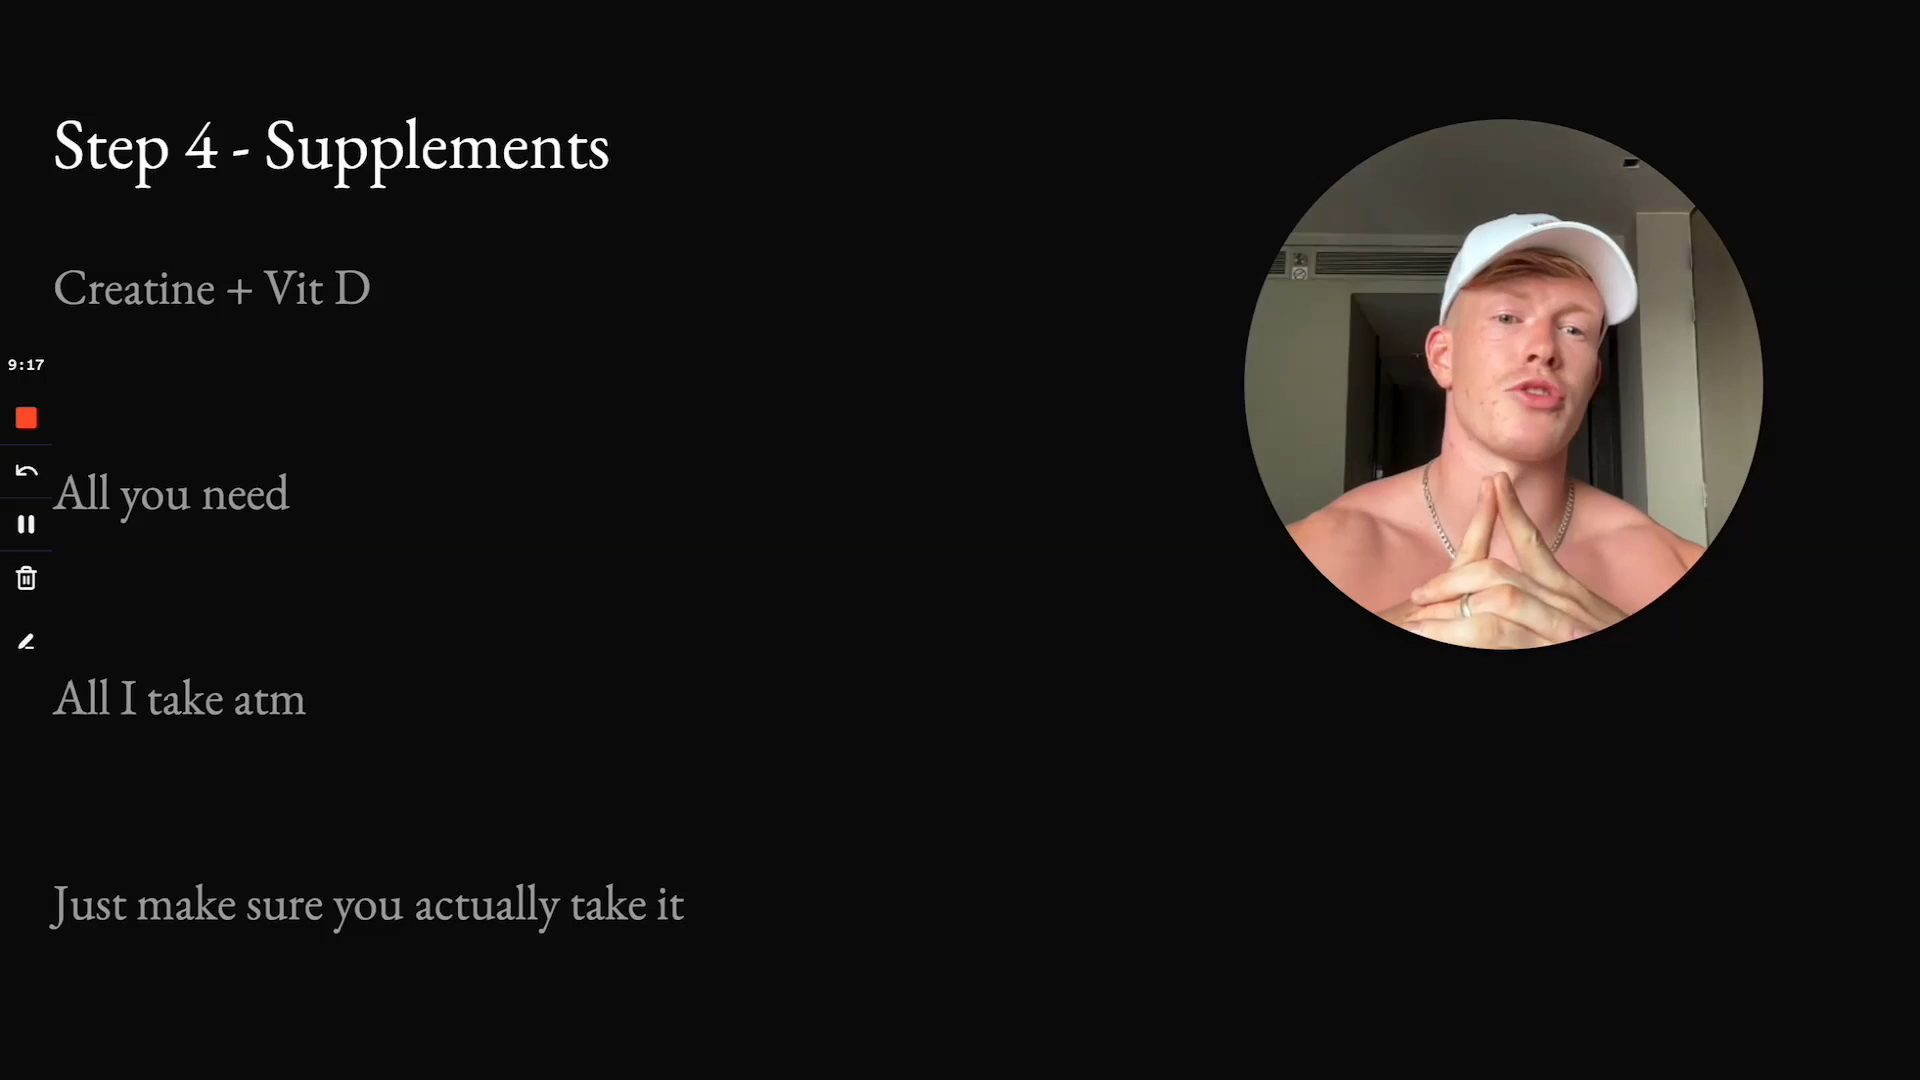 Step 4 - Supplements
Creatine + Vit D
9:17
All you need
All I take atm
Just make sure you actually take it